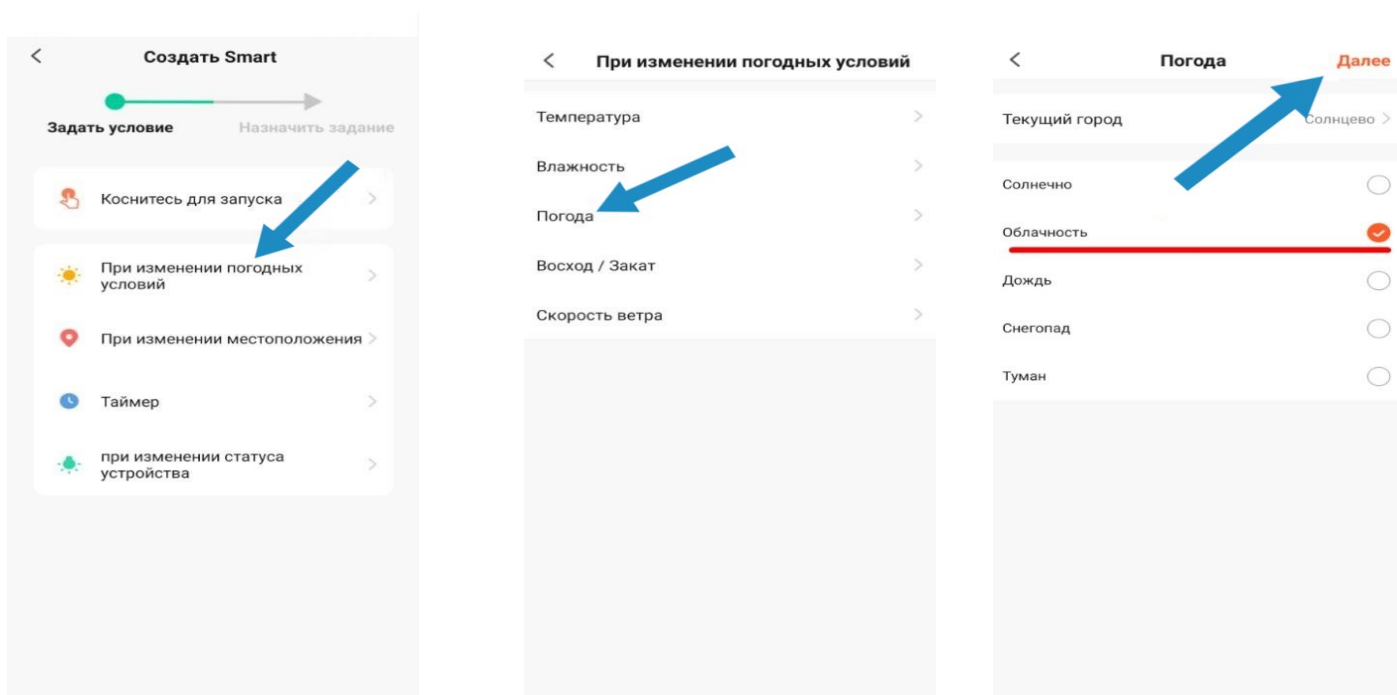 Создать Smart
Задать условие
Назначить задание
Коснитесь для запуска
При изменении погодных
условий
При изменении местоположения
Таймер
при изменении статуса
устройства
При изменении погодных условий
Температура
Влажность
Погода
Восход / Закат
Скорость ветра
Погода
Далее
Текущий город
Солнцево
Солнечно
Облачность
Дождь
Снегопад
Туман